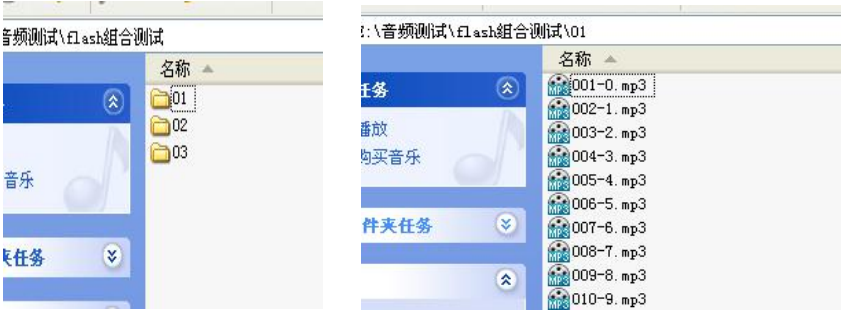 音频测试\flash组合测试
名称
01
02
03
音乐
任务
:\音频测试\flash组合测试\01
名称
任务
播放
购买音乐
件夹任务
001-0.mp3
002-1.mp3
003-2.mp3
004-3.mp3
005-4.mp3
006-5.mp3
007-6.mp3
008-7.mp3
009-8.mp3
010-9.mp3